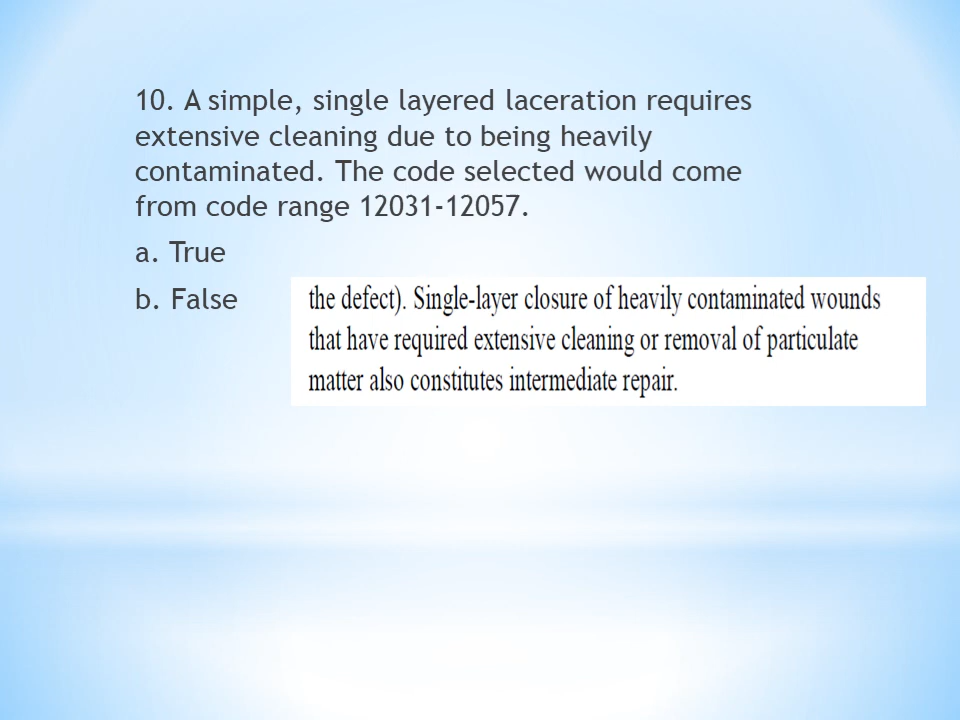 10. A simple, single layered laceration requires
extensive cleaning due to being heavily
contaminated. The code selected would come
from code range 12031-12057.
a. True
b. False
the defect). Single-layer closure of heavily contaminated wounds
that have required extensive cleaning or removal of particulate
matter also constitutes intermediate repair.